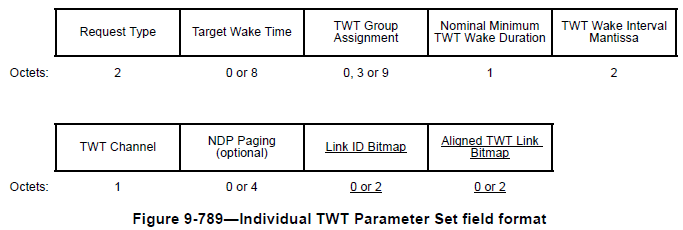 Request Type
Target Wake Time
TWT Group
Assignment
Nominal Minimum
TWT Wake Duration
TWT Wake Interval
Mantissa
Octets: 2 0 or 8 0, 3 or 9 1 2
TWT Channel
NDP Paging
(optional)
Link ID Bitmap
Aligned TWT Link
Bitmap
Octets: 1 0 or 4 0 or 2 0 or 2
Figure 9-789—Individual TWT Parameter Set field format